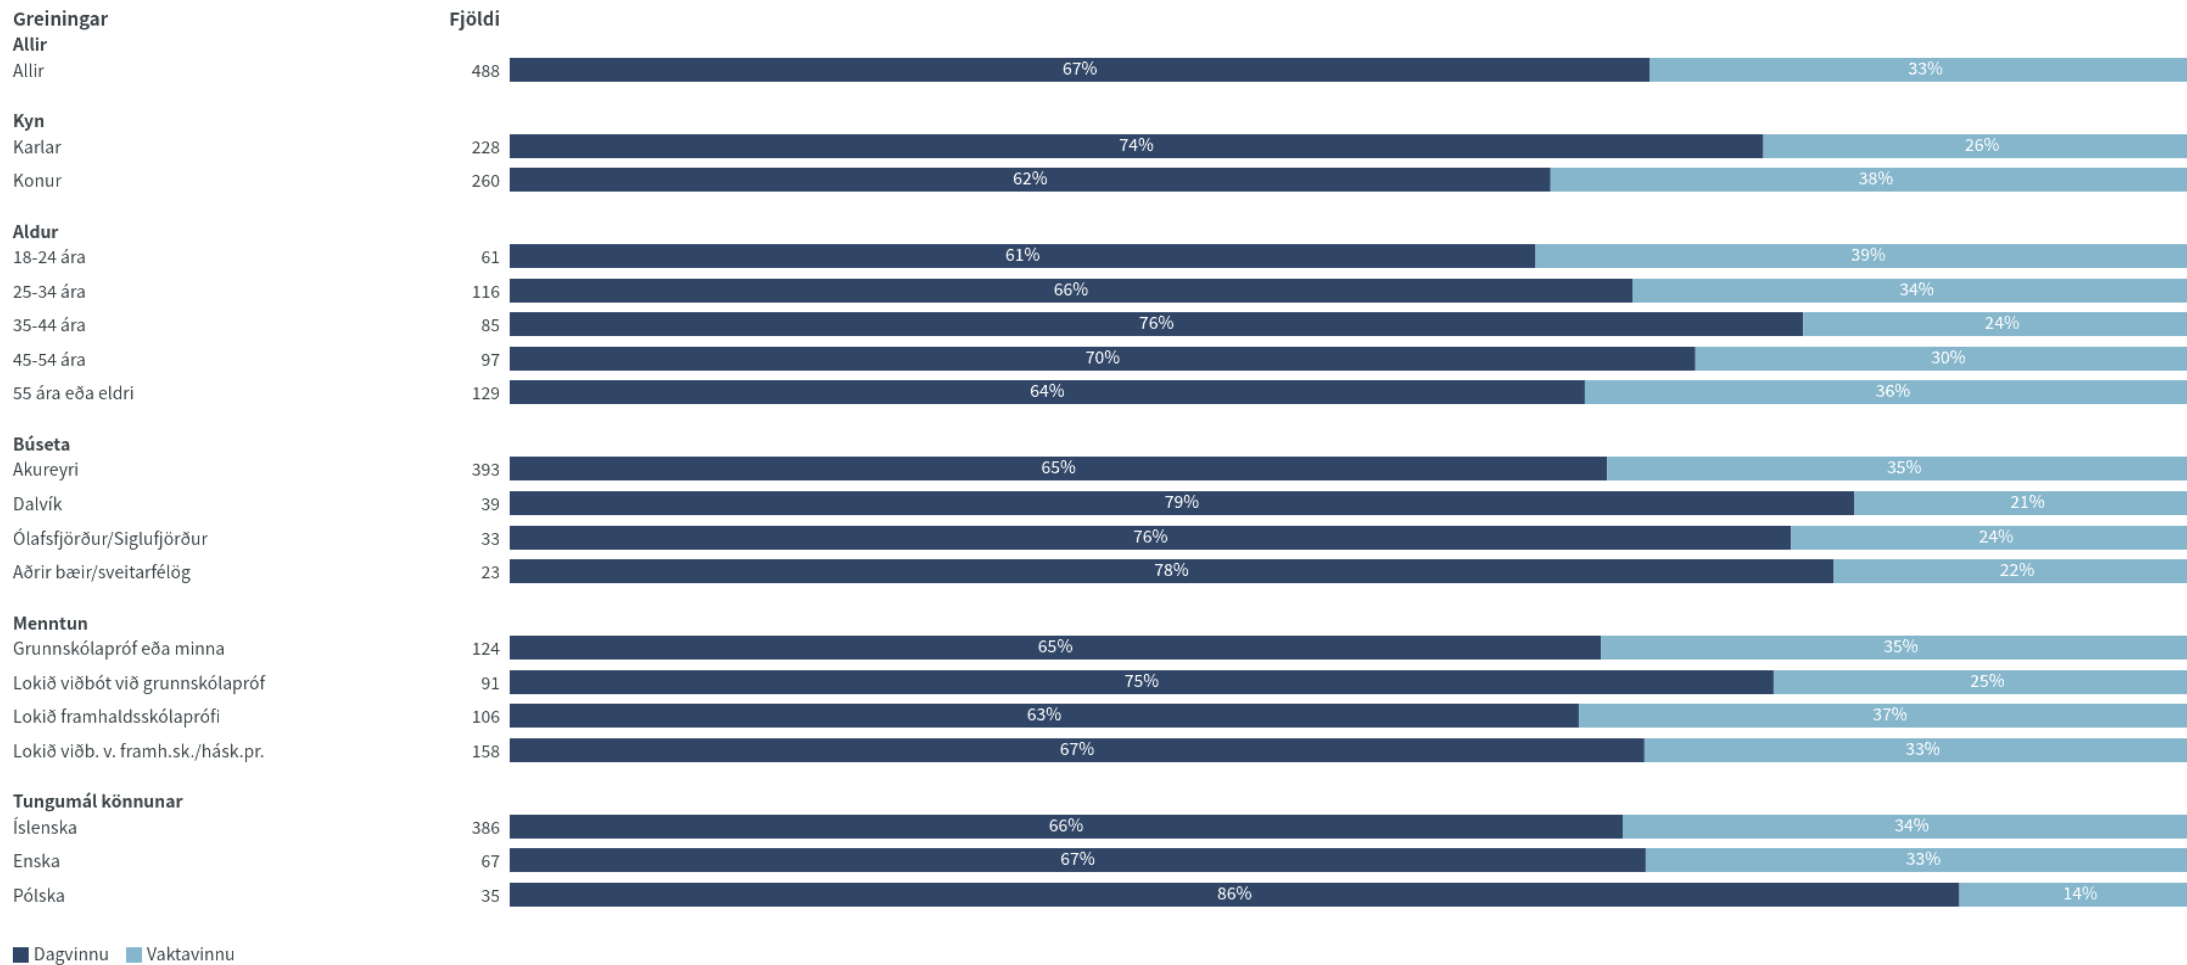 Greiningar Fjöldi
Allir
Allir 488 67% 33%
Kyn
Karlar 228 74% 26%
Konur 260 62% 38%
Aldur
18-24 ára 61 61% 39%
25-34 ára 116 66% 34%
35-44 ára 85 76% 24%
45-54 ára 97 70% 30%
55 ára eða eldri 129 64% 36%
Búseta
Akureyri 393 65% 35%
Dalvík 39 79% 21%
Ólafsfjörður/Siglufjörður 33 76% 24%
Aðrir bæir/sveitarfélög 23 78% 22%
Menntun
Grunnskólapróf eða minna 124 65% 35%
Lokið viðbót við grunnskólapróf 91 75% 25%
Lokið framhaldsskólaprófi 106 63% 37%
Lokið viðb. v. framh.sk./hásk.pr. 158 67% 33%
Tungumál könnunar
Íslenska 386 66% 34%
Enska 67 67% 33%
Pólska 35 86% 14%
Dagvinnu Vaktavinnu